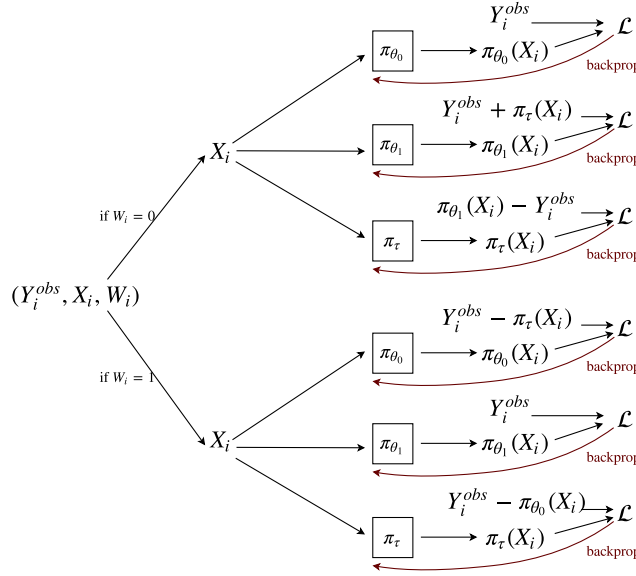 Y_i^{obs}
ℒ
π_{θ_0}
π_{θ_0}(X_i)
backprop
Y_i^{obs} + π_τ(X_i)
ℒ
π_{θ_1}
π_{θ_1}(X_i)
backprop
X_i
if W_i = 0
π_{θ_1}(X_i) − Y_i^{obs}
ℒ
π_τ
π_τ(X_i)
backprop
(Y_i^{obs}, X_i, W_i)
Y_i^{obs} − π_τ(X_i)
ℒ
π_{θ_0}
π_{θ_0}(X_i)
backprop
if W_i = 1
Y_i^{obs}
ℒ
X_i
π_{θ_1}
π_{θ_1}(X_i)
backprop
Y_i^{obs} − π_{θ_0}(X_i)
ℒ
π_τ
π_τ(X_i)
backprop